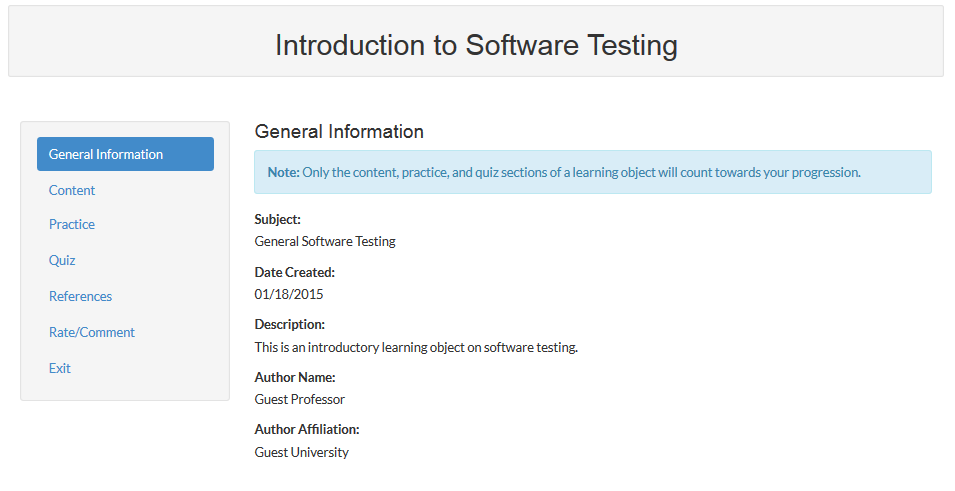 Introduction to Software Testing
General Information
Content
Practice
Quiz
References
Rate/Comment
Exit
General Information
Note: Only the content, practice, and quiz sections of a learning object will count towards your progression.
Subject:
General Software Testing
Date Created:
01/18/2015
Description:
This is an introductory learning object on software testing.
Author Name:
Guest Professor
Author Affiliation:
Guest University